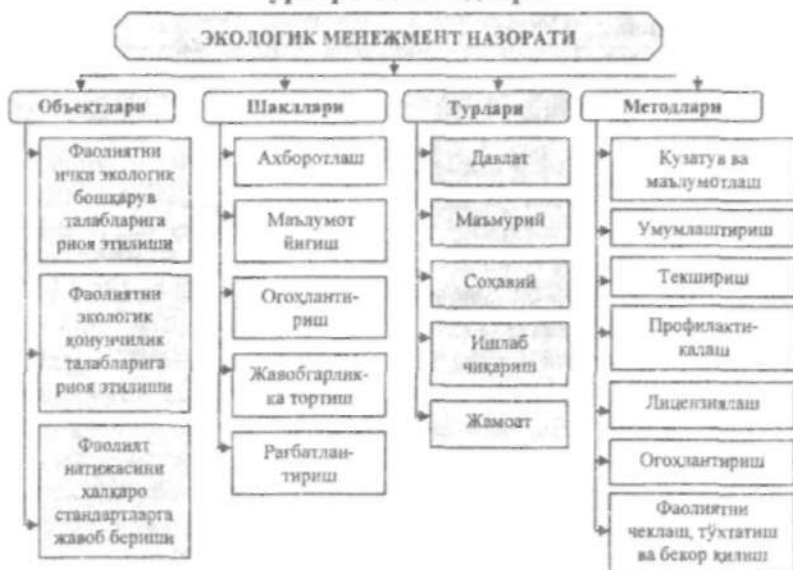 ЭКОЛОГИК МЕНЕЖМЕНТ НАЗОРАТИ
Объектлари
Фаолиятни
ички экологик
бошқарув
талабларига
риоя этилиши
Фаолиятни
экологик
қонунчилик
талабларига
риоя этилиши
Фаолият
натижасини
халқаро
стандартларга
жавоб бериши
Шакллари
Ахборотлаш
Маълумот
йиғиш
Огоҳланти-
риш
Жавобгарлик-
ка тортиш
Рағбатлан-
тириш
Турлари
Давлат
Маъмурий
Соҳавий
Ишлаб
чиқариш
Жамоат
Методлари
Кузатув ва
маълумотлаш
Умумлаштириш
Текшириш
Профилакти-
калаш
Лицензиялаш
Огоҳлантириш
Фаолиятни
чеклаш, тўхтатиш
ва бекор қилиш